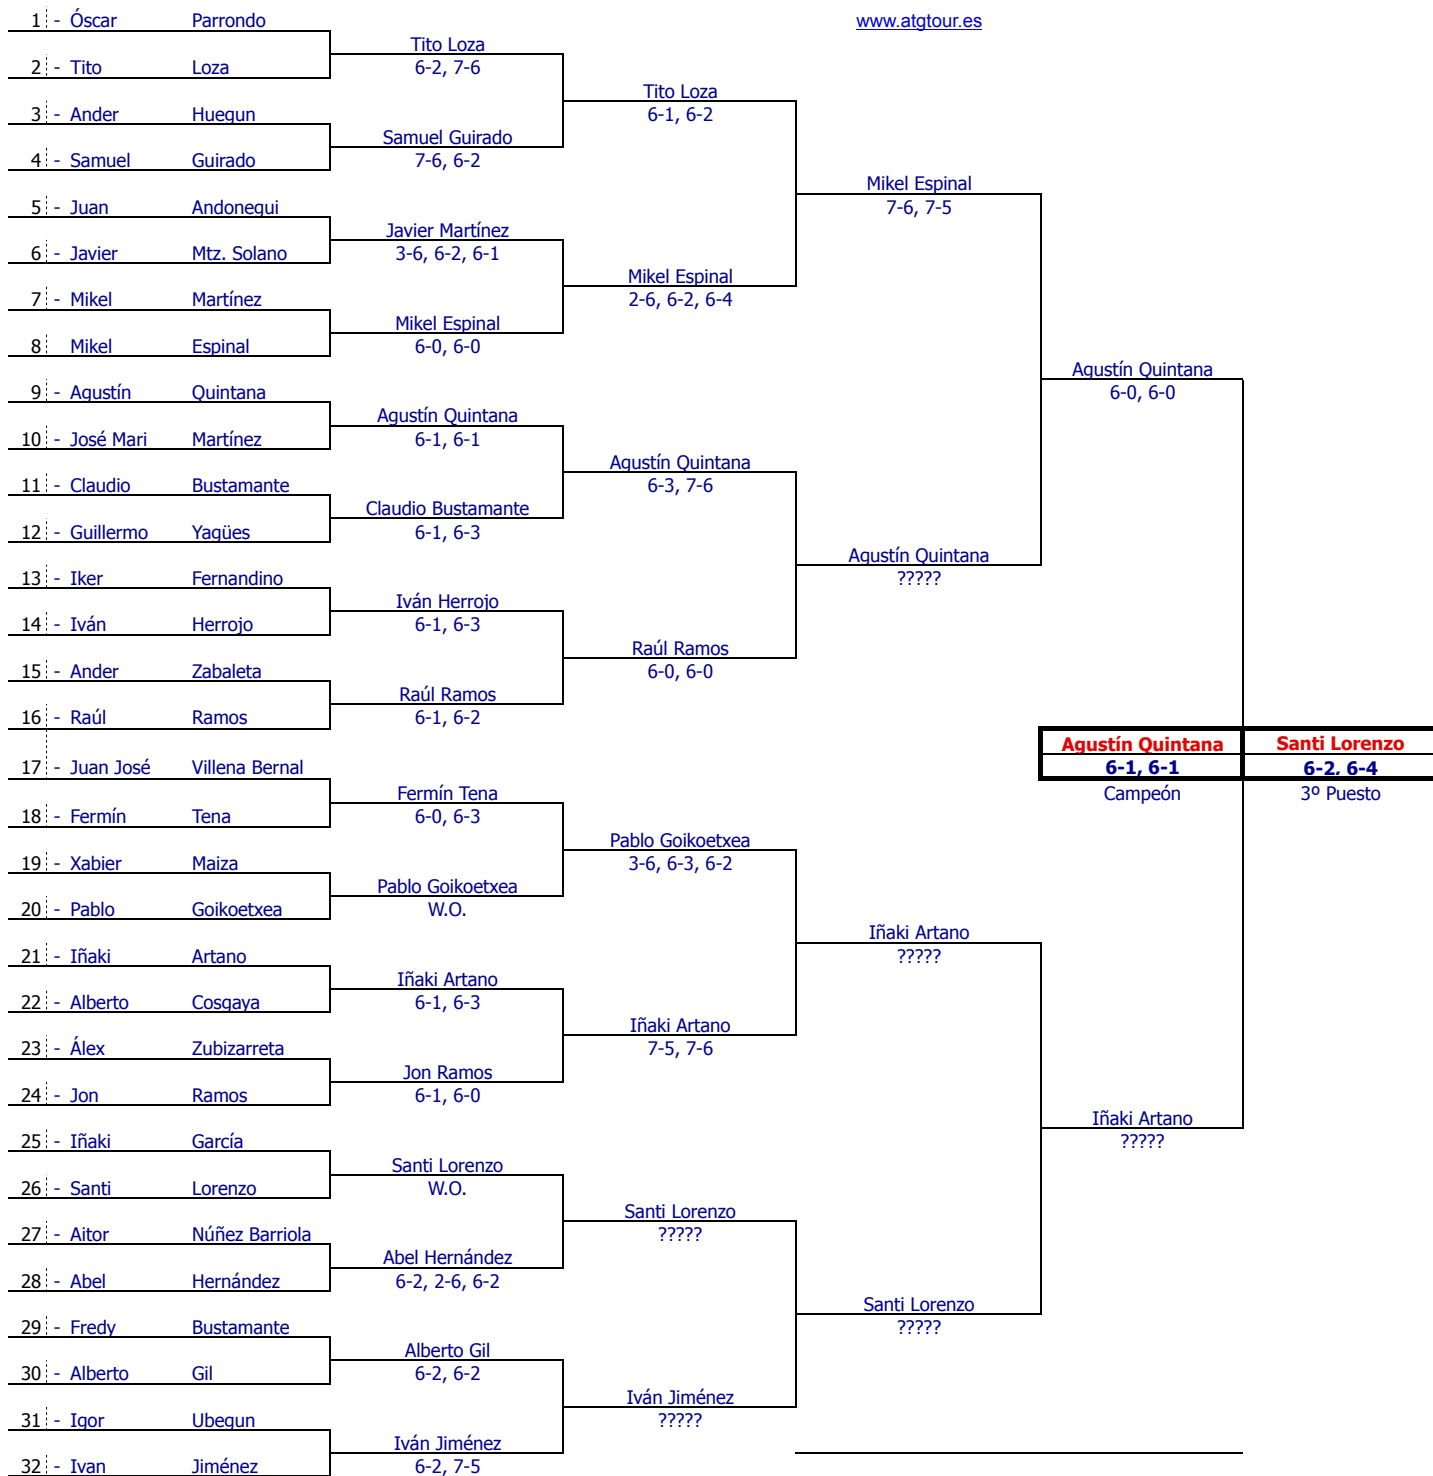 1 - Óscar Parrondo
www.atgtour.es
Tito Loza
2 - Tito Loza
6-2, 7-6
Tito Loza
3 - Ander Huegun
6-1, 6-2
Samuel Guirado
4 - Samuel Guirado
7-6, 6-2
Mikel Espinal
5 - Juan Andonegui
7-6, 7-5
Javier Martínez
6 - Javier Mtz. Solano
3-6, 6-2, 6-1
Mikel Espinal
7 - Mikel Martínez
2-6, 6-2, 6-4
Mikel Espinal
8 Mikel Espinal
6-0, 6-0
Agustín Quintana
9 - Agustín Quintana
6-0, 6-0
Agustín Quintana
10 - José Mari Martínez
6-1, 6-1
Agustín Quintana
11 - Claudio Bustamante
6-3, 7-6
Claudio Bustamante
12 - Guillermo Yagües
6-1, 6-3
Agustín Quintana
13 - Iker Fernandino
?????
Iván Herrojo
14 - Iván Herrojo
6-1, 6-3
Raúl Ramos
15 - Ander Zabaleta
6-0, 6-0
Raúl Ramos
16 - Raúl Ramos
6-1, 6-2
Agustín Quintana
Santi Lorenzo
17 - Juan José Villena Bernal
6-1, 6-1
6-2, 6-4
Fermín Tena
Campeón
3º Puesto
18 - Fermín Tena
6-0, 6-3
Pablo Goikoetxea
19 - Xabier Maiza
3-6, 6-3, 6-2
Pablo Goikoetxea
20 - Pablo Goikoetxea
W.O.
Iñaki Artano
21 - Iñaki Artano
?????
Iñaki Artano
22 - Alberto Cosgaya
6-1, 6-3
Iñaki Artano
23 - Álex Zubizarreta
7-5, 7-6
Jon Ramos
24 - Jon Ramos
6-1, 6-0
Iñaki Artano
25 - Iñaki García
?????
Santi Lorenzo
26 - Santi Lorenzo
W.O.
Santi Lorenzo
27 - Aitor Núñez Barriola
?????
Abel Hernández
28 - Abel Hernández
6-2, 2-6, 6-2
Santi Lorenzo
29 - Fredy Bustamante
?????
Alberto Gil
30 - Alberto Gil
6-2, 6-2
Iván Jiménez
31 - Igor Ubegun
?????
Iván Jiménez
32 - Ivan Jiménez
6-2, 7-5